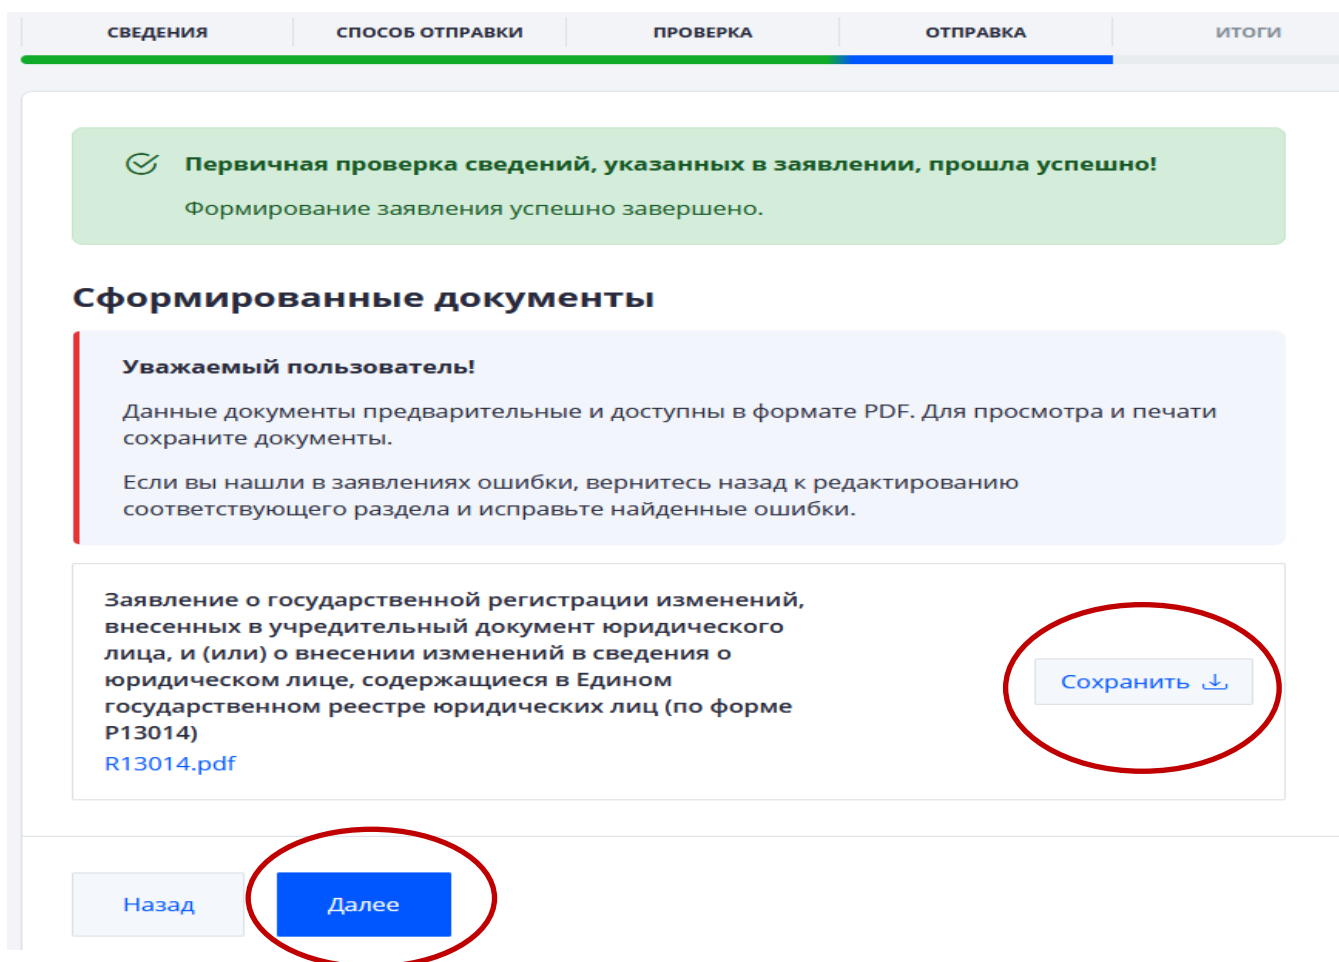 СВЕДЕНИЯ
СПОСОБ ОТПРАВКИ
ПРОВЕРКА
ОТПРАВКА
ИТОГИ
Первичная проверка сведений, указанных в заявлении, прошла успешно!
Формирование заявления успешно завершено.
Сформированные документы
Уважаемый пользователь!
Данные документы предварительные и доступны в формате PDF. Для просмотра и печати
сохраните документы.
Если вы нашли в заявлениях ошибки, вернитесь назад к редактированию
соответствующего раздела и исправьте найденные ошибки.
Заявление о государственной регистрации изменений,
внесенных в учредительный документ юридического
лица, и (или) о внесении изменений в сведения о
юридическом лице, содержащиеся в Едином
государственном реестре юридических лиц (по форме
Р13014)
R13014.pdf
Сохранить
Назад
Далее